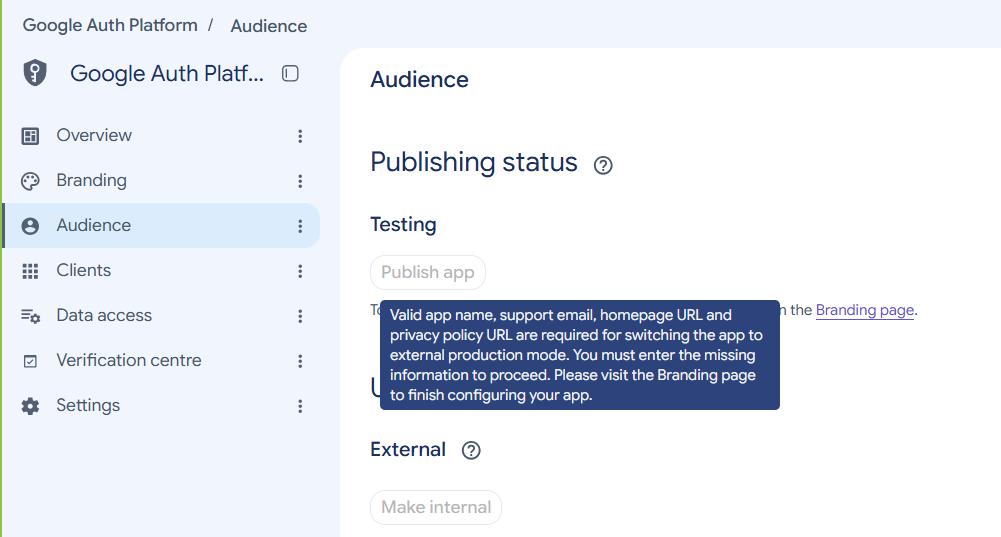 Google Auth Platform / Audience
Google Auth Platf...
Overview
Branding
Audience
Clients
Data access
Verification centre
Settings
Audience
Publishing status
Testing
Publish app
n the Branding page.
Valid app name, support email, homepage URL and
privacy policy URL are required for switching the app to
external production mode. You must enter the missing
information to proceed. Please visit the Branding page
to finish configuring your app.
External
Make internal